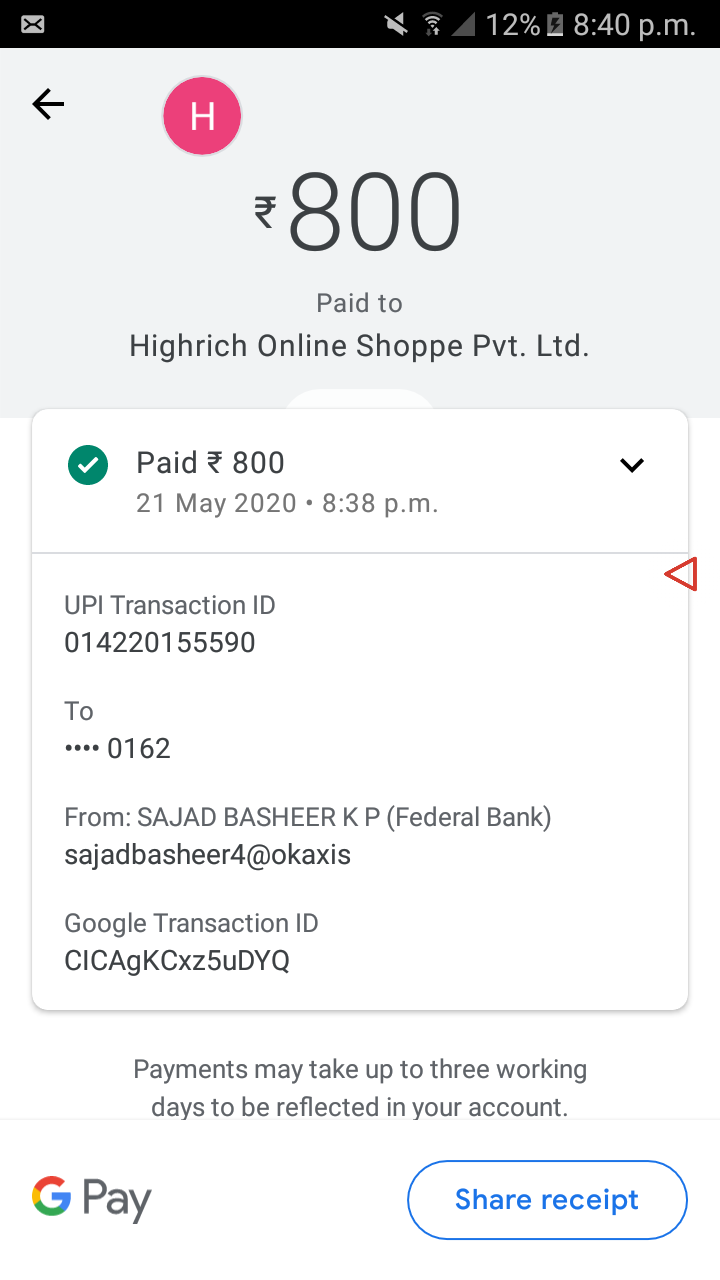 12% 8:40 p.m.
H
₹800
Paid to
Highrich Online Shoppe Pvt. Ltd.
Paid ₹ 800
21 May 2020 • 8:38 p.m.
UPI Transaction ID
014220155590
To
•••• 0162
From: SAJAD BASHEER K P (Federal Bank)
sajadbasheer4@okaxis
Google Transaction ID
CICAgKCxz5uDYQ
Payments may take up to three working
days to be reflected in your account.
G Pay
Share receipt